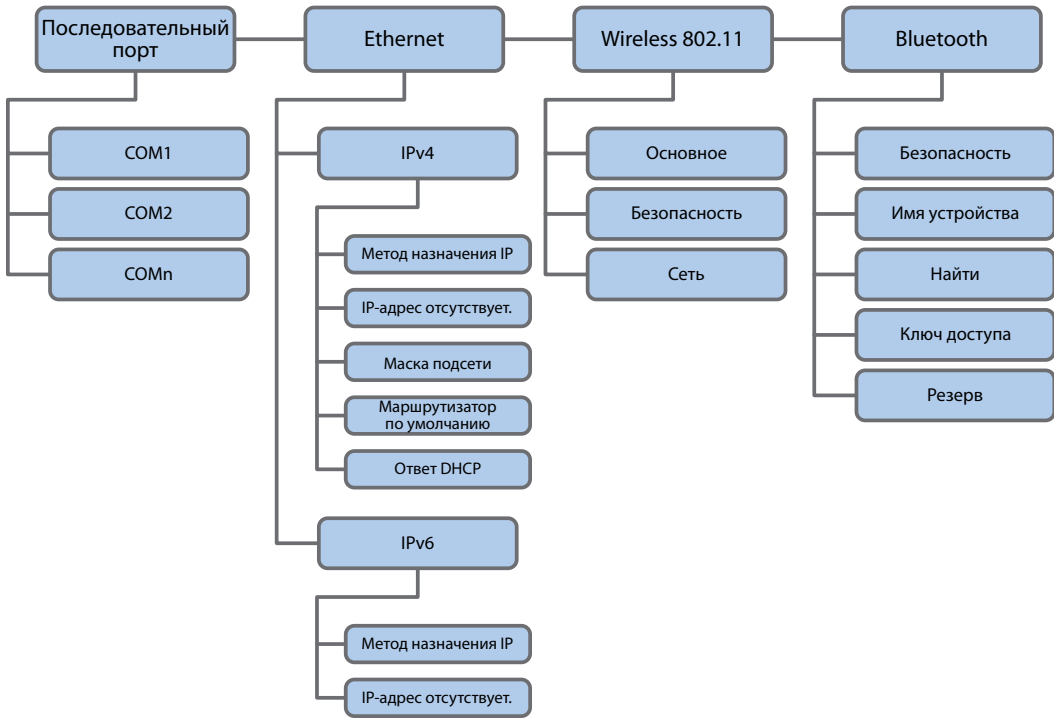 Последовательный
порт
Ethernet
Wireless 802.11
Bluetooth
COM1
COM2
COMn
IPv4
Метод назначения IP
IP-адрес отсутствует.
Маска подсети
Маршрутизатор
по умолчанию
Ответ DHCP
IPv6
Метод назначения IP
IP-адрес отсутствует.
Основное
Безопасность
Сеть
Безопасность
Имя устройства
Найти
Ключ доступа
Резерв